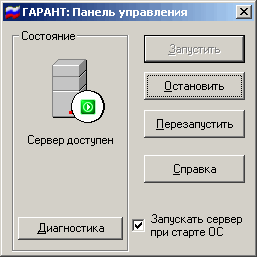 ГАРАНТ: Панель управления
Состояние
Сервер доступен
Диагностика
Запустить
Остановить
Перезапустить
Справка
Запускать сервер
при старте ОС